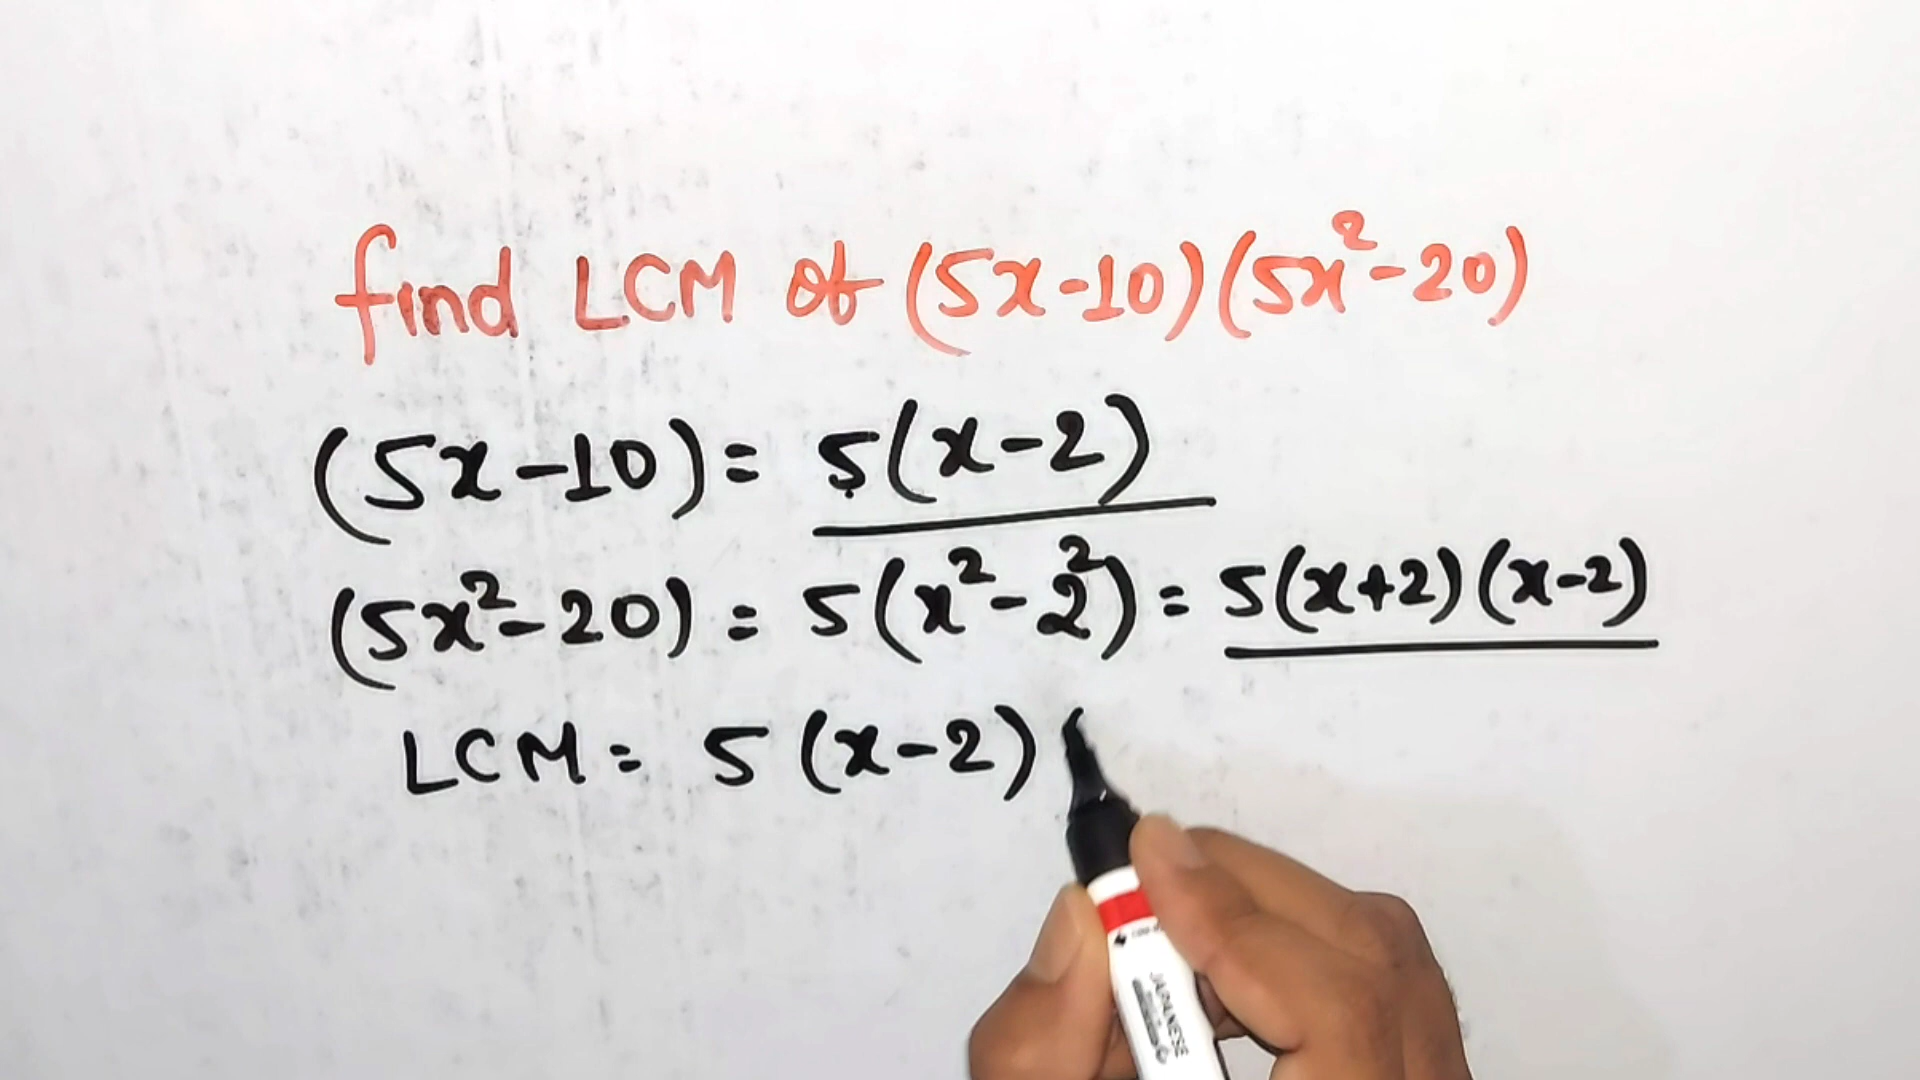 find LCM of (5x-10)(5x²-20)
(5x-10)= 5(x-2)
(5x²-20) = 5(x²-2²) = 5(x+2)(x-2)
LCM = 5 (x-2) (
JAPANESE